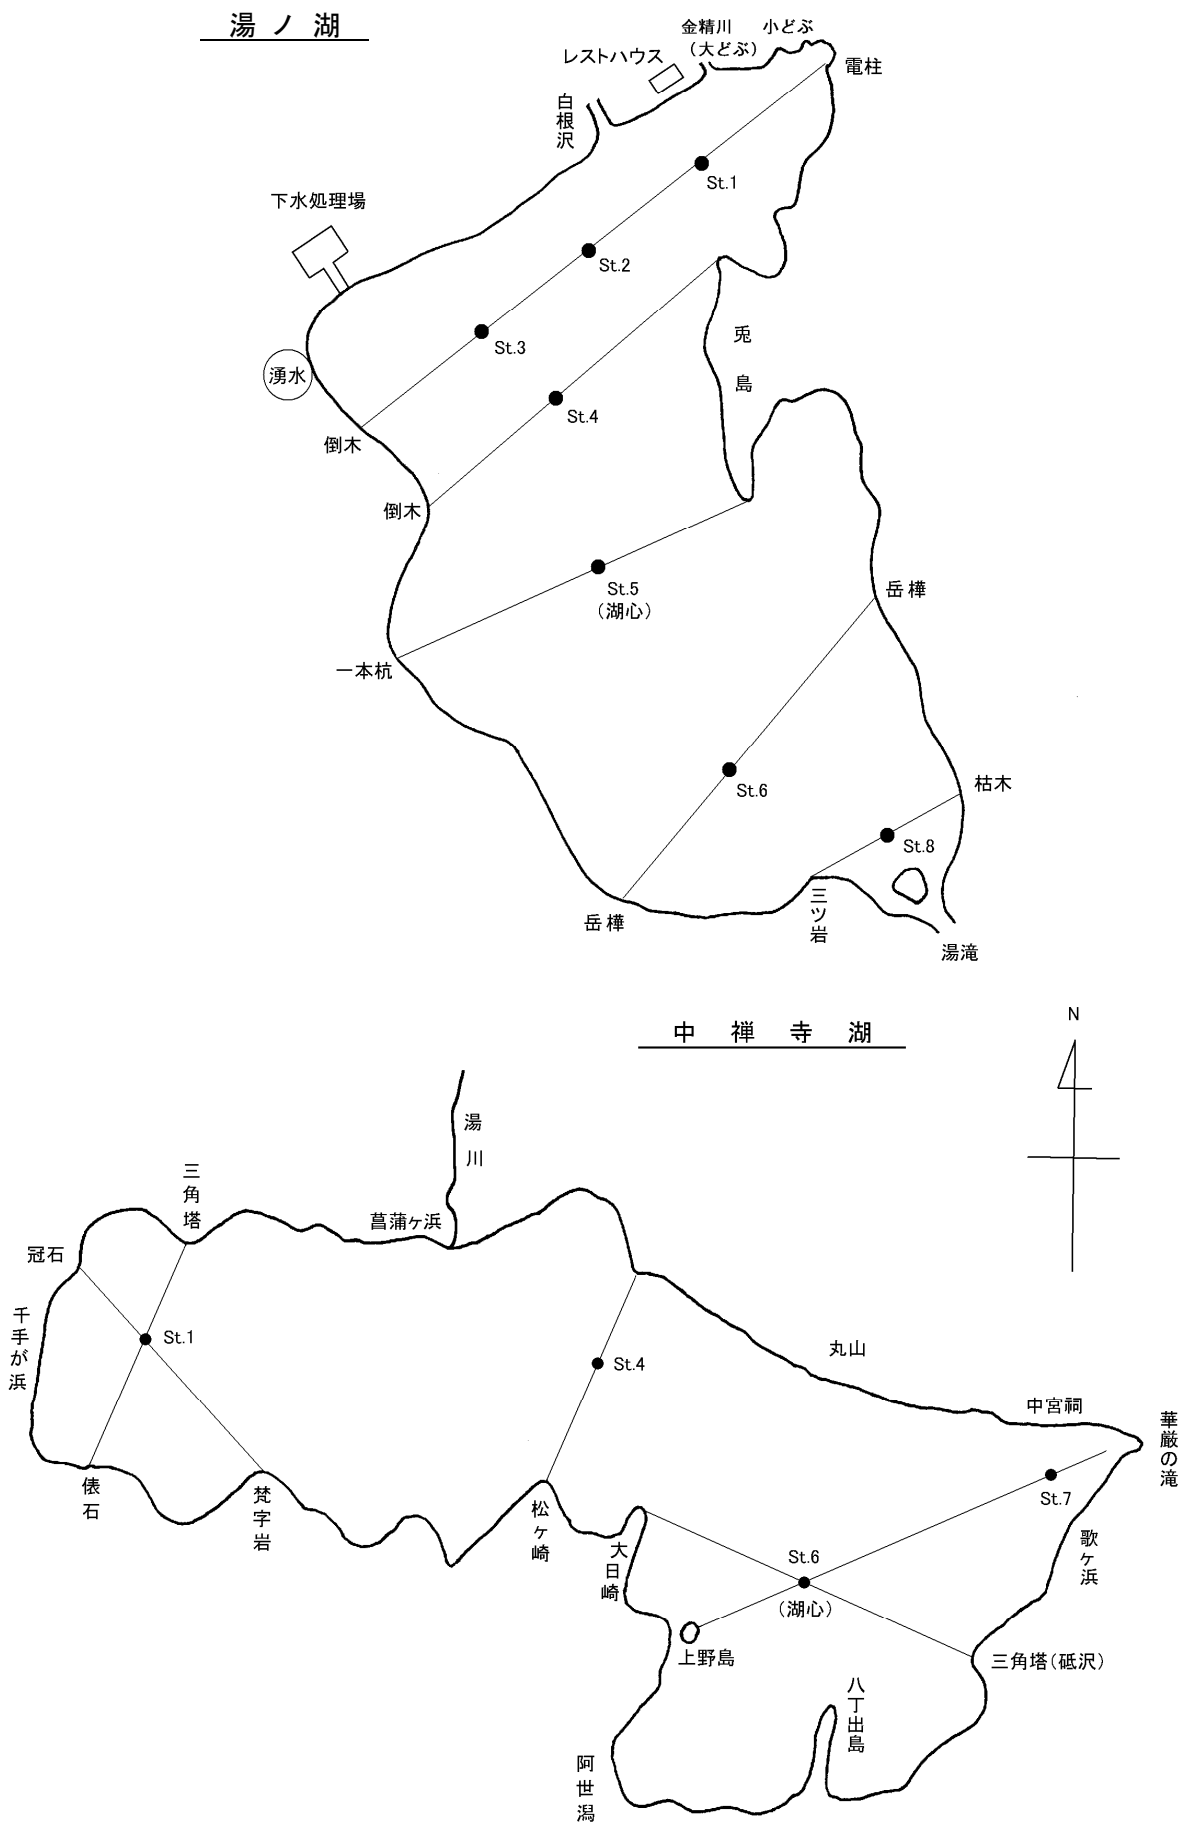 湯ノ湖
金精川
(大どぶ)
小どぶ
レストハウス
電柱
白根沢
St.1
下水処理場
St.2
St.3
兎島
湧水
St.4
倒木
倒木
St.5
(湖心)
岳樺
一本杭
St.6
枯木
St.8
三ツ岩
岳樺
湯滝
中禅寺湖
N
湯川
三角塔
菖蒲ヶ浜
冠石
千手が浜
St.1
丸山
St.4
中宮祠
華厳の滝
俵石
梵字岩
松ヶ崎
St.7
大日崎
歌ヶ浜
St.6
(湖心)
上野島
三角塔(砥沢)
八丁出島
阿世潟